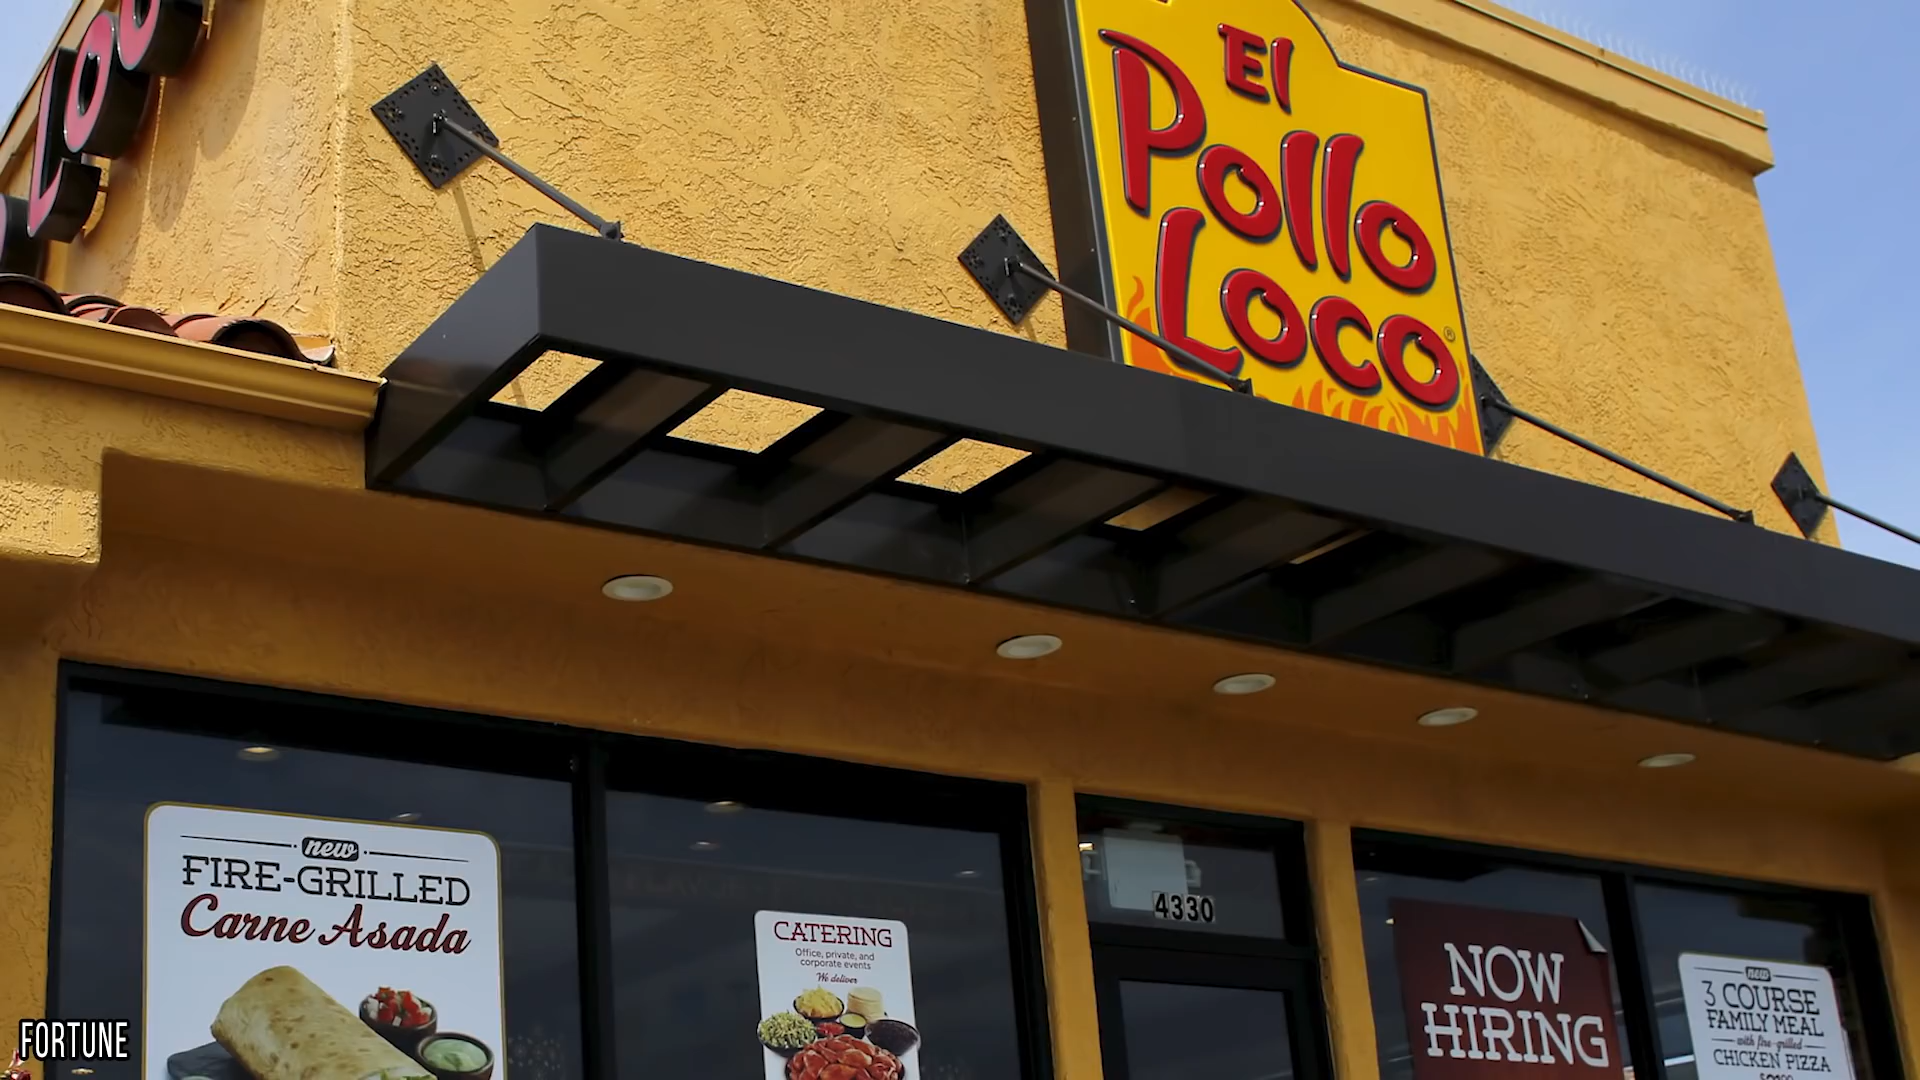 Loco
El
Pollo
Loco®
new
FIRE-GRILLED
Carne Asada
CATERING
Office, private, and
corporate events
We deliver
4330
NOW
HIRING
new
3 COURSE
FAMILY MEAL
with fire-grilled
CHICKEN PIZZA
FORTUNE